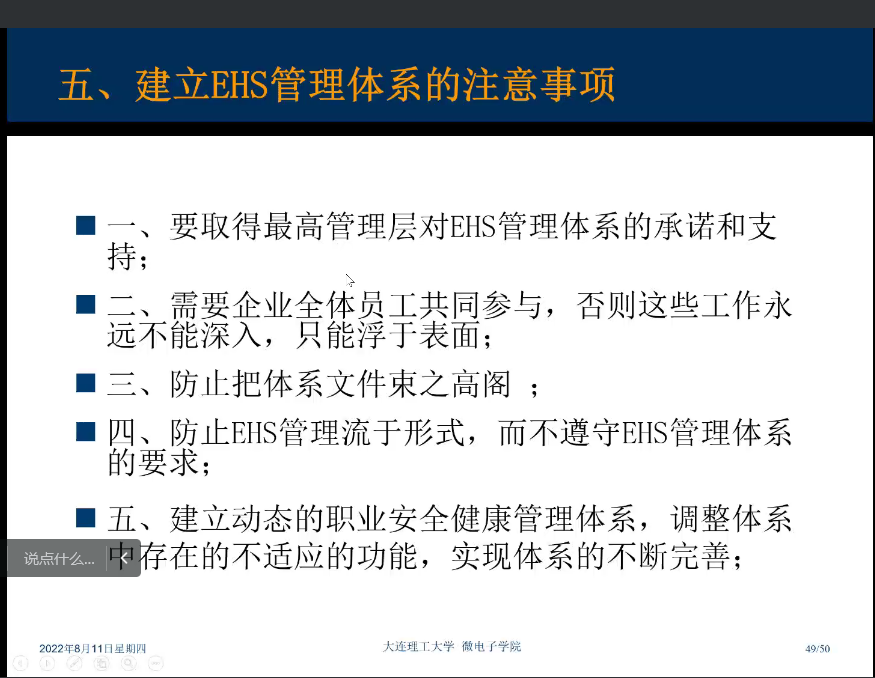 五、建立EHS管理体系的注意事项
一、要取得最高管理层对EHS管理体系的承诺和支
持；
二、需要企业全体员工共同参与，否则这些工作永
远不能深入，只能浮于表面；
三、防止把体系文件束之高阁 ；
四、防止EHS管理流于形式，而不遵守EHS管理体系
的要求；
五、建立动态的职业安全健康管理体系，调整体系
中存在的不适应的功能，实现体系的不断完善；
说点什么...
2022年8月11日星期四
大连理工大学 微电子学院
49/50